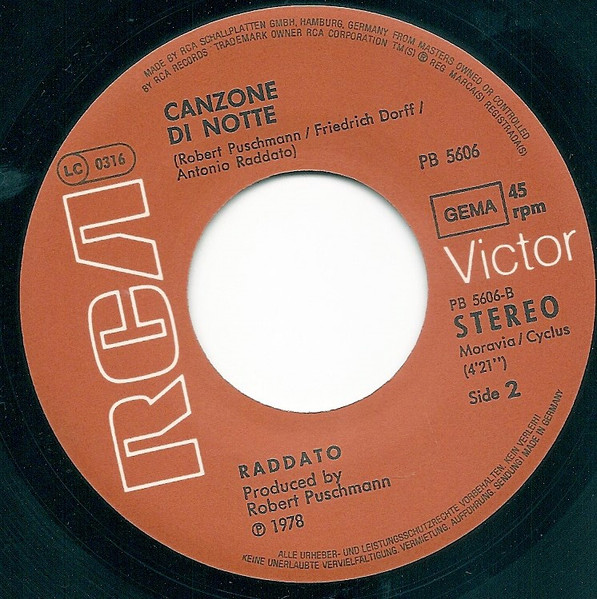 MADE BY RCA SCHALLPLATTEN GMBH, HAMBURG, GERMANY FROM MASTERS OWNED OR CONTROLLED
BY RCA RECORDS TRADEMARK OWNER RCA CORPORATION TM(S) ® REG MARCA(S) REGISTRADA(S)
CANZONE
DI NOTTE
(Robert Puschmann / Friedrich Dorff /
Antonio Raddato)
LC 0316
PB 5606
GEMA
45
rpm
RCA
Victor
PB 5606-B
STEREO
Moravia / Cyclus
(4'21'')
Side 2
RADDATO
Produced by
Robert Puschmann
℗ 1978
ALLE URHEBER- UND LEISTUNGSSCHUTZRECHTE VORBEHALTEN. KEIN VERLEIH!
KEINE UNERLAUBTE VERVIELFÄLTIGUNG, VERMIETUNG, AUFFÜHRUNG, SENDUNG! MADE IN GERMANY